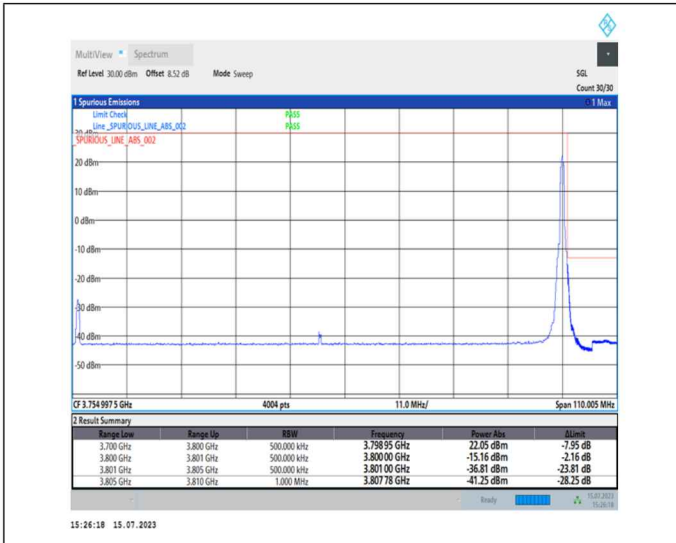 MultiView Spectrum
Ref Level 30.00 dBm Offset 8.52 dB Mode Sweep SGL
Count 30/30
1 Spurious Emissions 1 Max
Limit Check PASS
Line _SPURIOUS_LINE_ABS_002 PASS
30 dBm
_SPURIOUS_LINE_ABS_002
20 dBm
10 dBm
0 dBm
-10 dBm
-20 dBm
-30 dBm
-40 dBm
-50 dBm
CF 3.754 997 5 GHz 4004 pts 11.0 MHz/ Span 110.005 MHz
2 Result Summary
Range Low Range Up RBW Frequency Power Abs ΔLimit
3.700 GHz 3.800 GHz 500.000 kHz 3.798 95 GHz 22.05 dBm -7.95 dB
3.800 GHz 3.801 GHz 500.000 kHz 3.800 00 GHz -15.16 dBm -2.16 dB
3.801 GHz 3.805 GHz 500.000 kHz 3.801 00 GHz -36.81 dBm -23.81 dB
3.805 GHz 3.810 GHz 1.000 MHz 3.807 78 GHz -41.25 dBm -28.25 dB
Ready 15.07.2023
15:26:18
15:26:18 15.07.2023